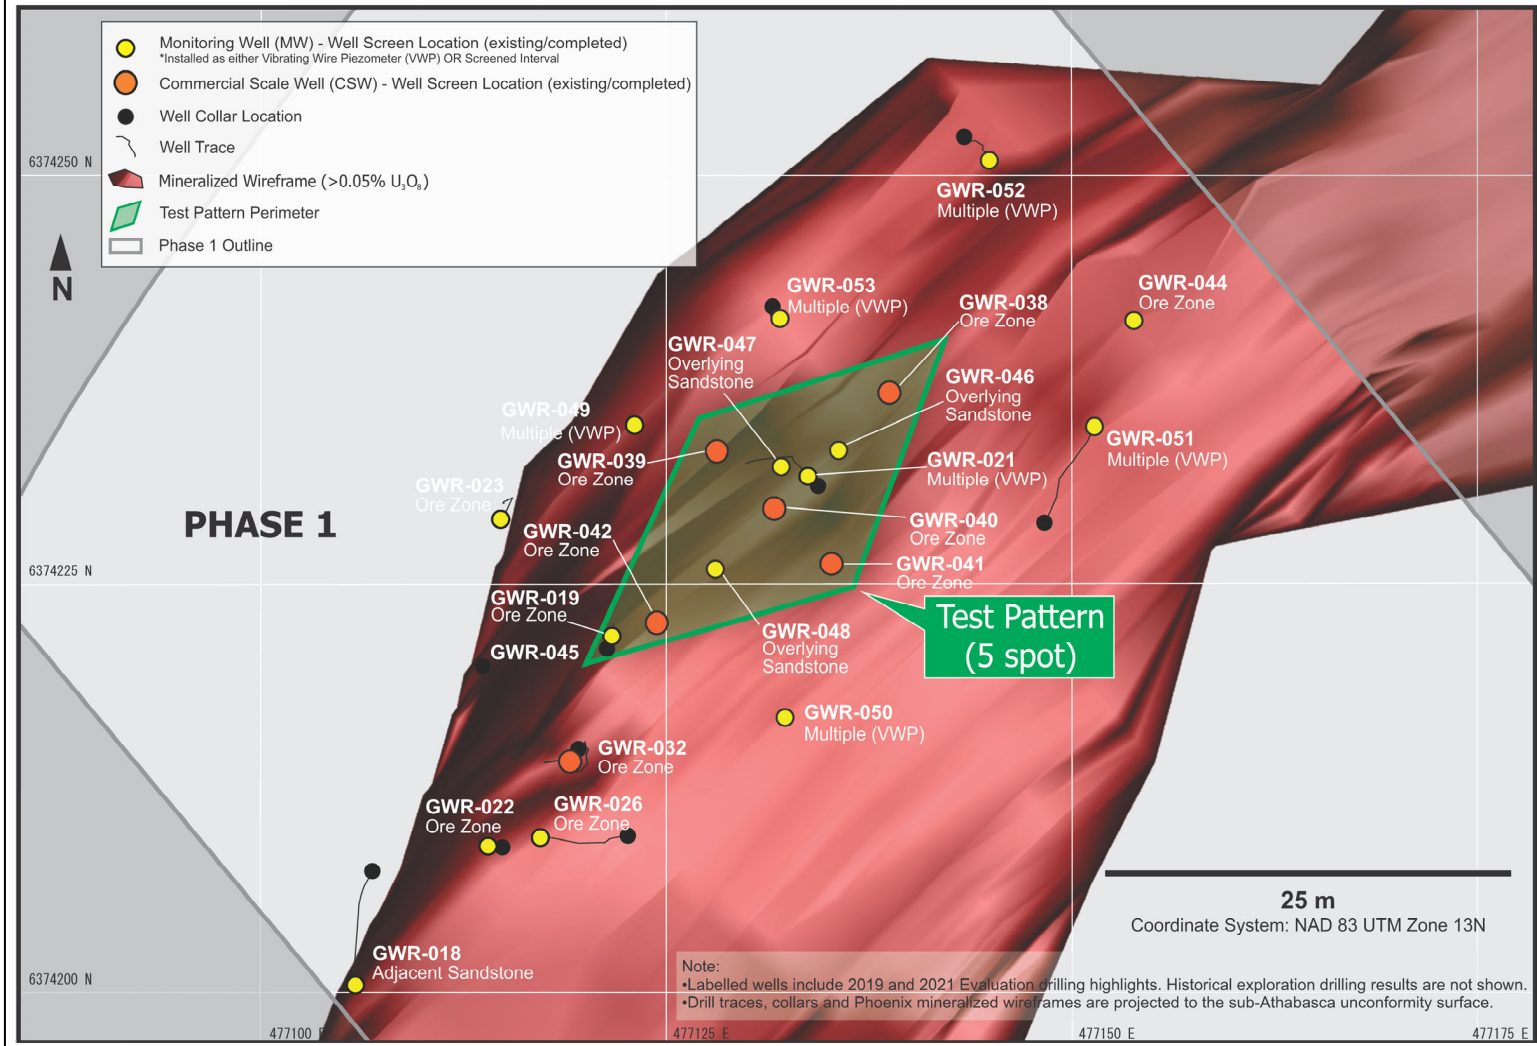 Monitoring Well (MW) - Well Screen Location (existing/completed)
*Installed as either Vibrating Wire Piezometer (VWP) OR Screened Interval
Commercial Scale Well (CSW) - Well Screen Location (existing/completed)
Well Collar Location
Well Trace
Mineralized Wireframe (>0.05% U₃O₈)
Test Pattern Perimeter
Phase 1 Outline
6374250 N
N
GWR-052
Multiple (VWP)
GWR-053
Multiple (VWP)
GWR-044
Ore Zone
GWR-038
Ore Zone
GWR-047
Overlying
Sandstone
GWR-046
Overlying
Sandstone
GWR-049
Multiple (VWP)
GWR-039
Ore Zone
GWR-051
Multiple (VWP)
GWR-021
Multiple (VWP)
GWR-023
Ore Zone
PHASE 1
GWR-042
Ore Zone
GWR-040
Ore Zone
GWR-041
Ore Zone
6374225 N
GWR-019
Ore Zone
GWR-045
GWR-048
Overlying
Sandstone
Test Pattern
(5 spot)
GWR-050
Multiple (VWP)
GWR-032
Ore Zone
GWR-022
Ore Zone
GWR-026
Ore Zone
25 m
Coordinate System: NAD 83 UTM Zone 13N
GWR-018
Adjacent Sandstone
6374200 N
Note:
•Labelled wells include 2019 and 2021 Evaluation drilling highlights. Historical exploration drilling results are not shown.
•Drill traces, collars and Phoenix mineralized wireframes are projected to the sub-Athabasca unconformity surface.
477100 E
477125 E
477150 E
477175 E